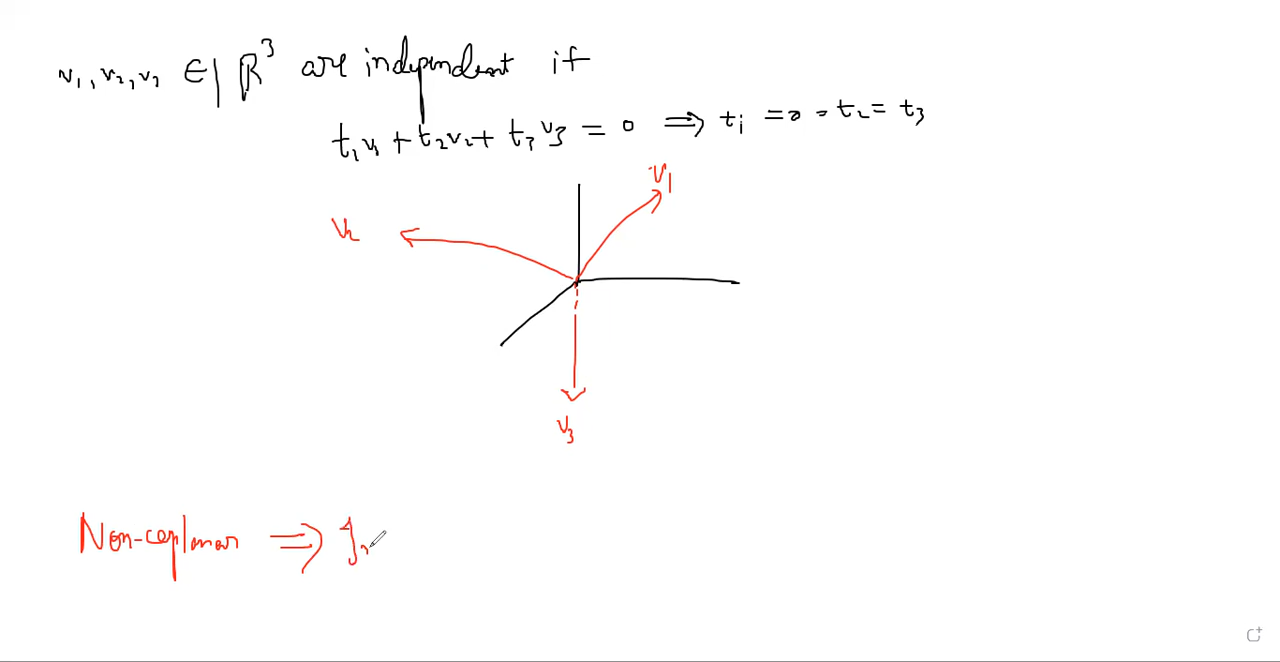 v₁, v₂, v₃ ∈ ℝ³ are independent if
t₁v₁ + t₂v₂ + t₃v₃ = 0 ⟹ t₁ = 0 = t₂ = t₃
v₁
v₂
v₃
Non-coplanar ⟹ In